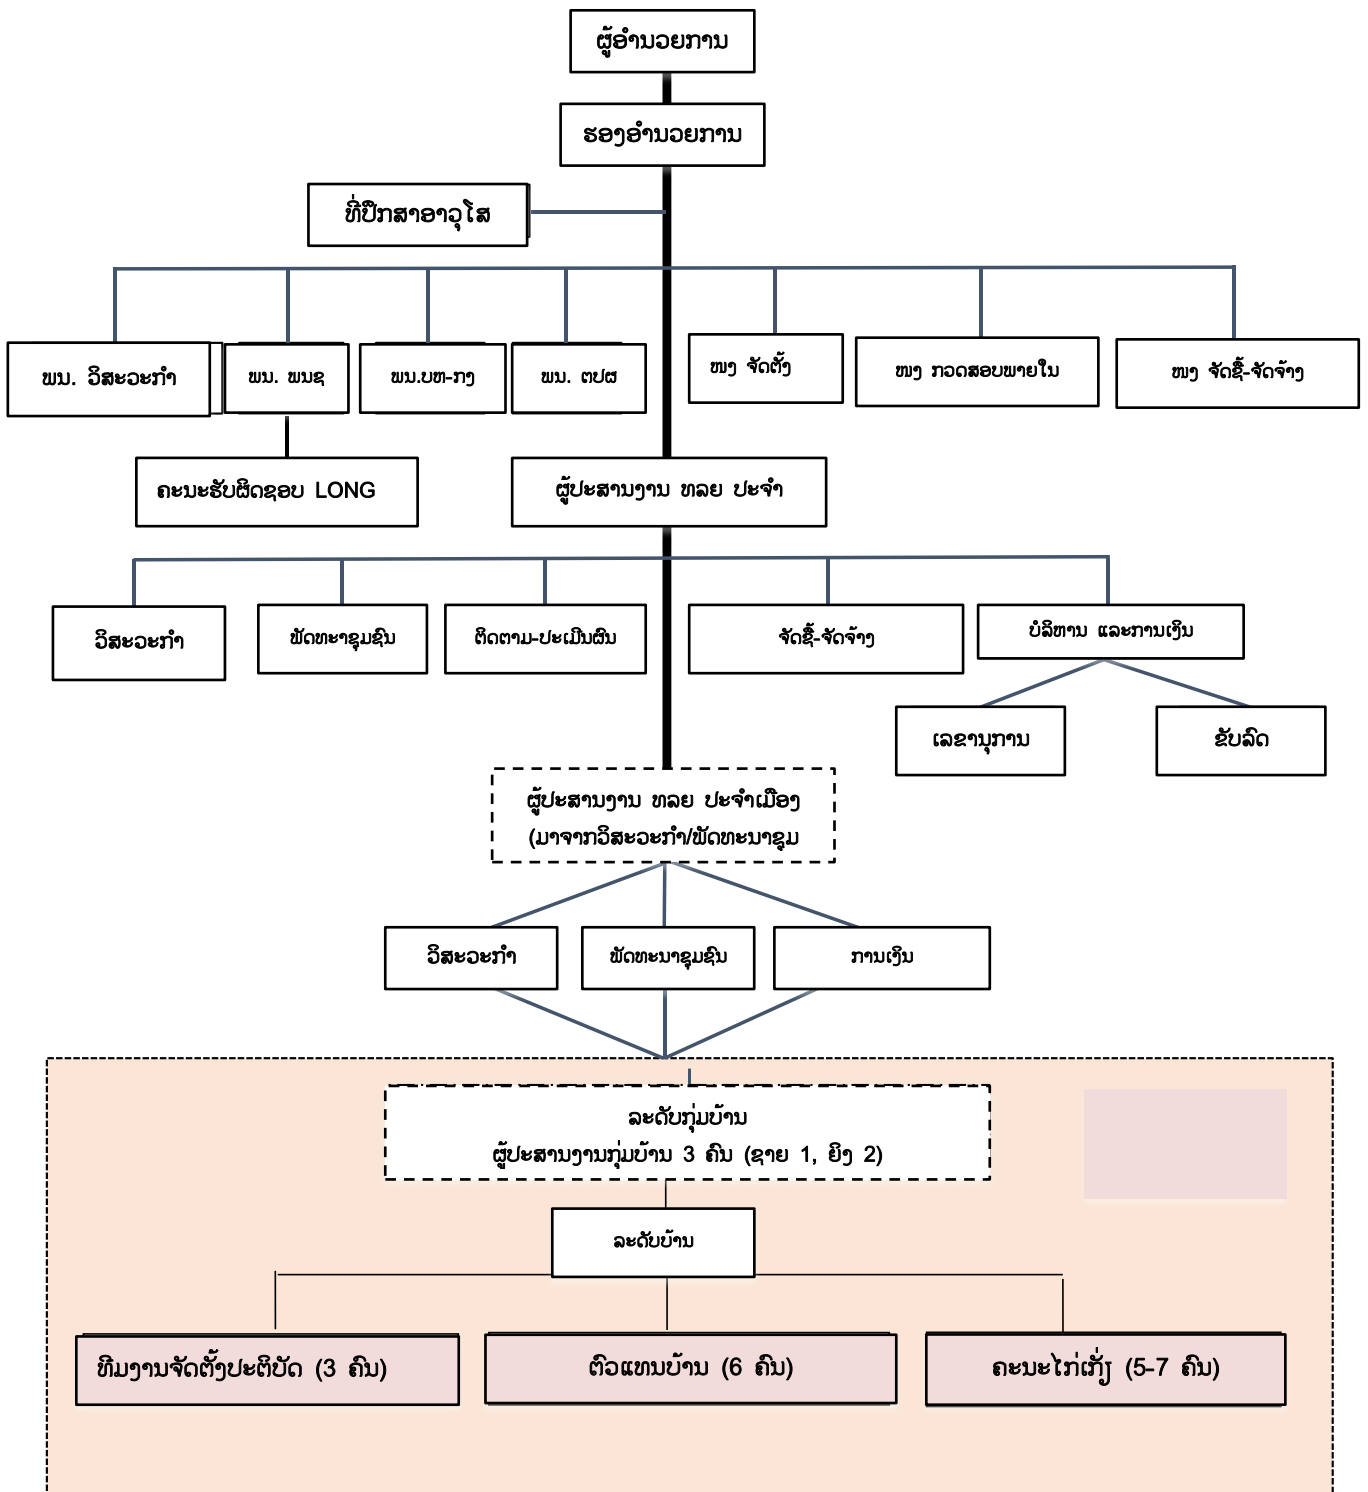 ຜູ້ອຳນວຍການ
ຮອງອຳນວຍການ
ທີ່ປຶກສາອາວຸໂສ
ພນ. ວິສະວະກຳ
ພນ. ພນຊ
ພນ.ບຫ-ກງ
ພນ. ຕປຜ
ໜງ ຈັດຕັ້ງ
ໜງ ກວດສອບພາຍໃນ
ໜງ ຈັດຊື້-ຈັດຈ້າງ
ຄະນະຮັບຜິດຊອບ LONG
ຜູ້ປະສານງານ ທລຍ ປະຈຳ
ວິສະວະກຳ
ພັດທະາຊຸມຊົນ
ຕິດຕາມ-ປະເມີນຜົນ
ຈັດຊື້-ຈັດຈ້າງ
ບໍລິຫານ ແລະການເງິນ
ເລຂານຸການ
ຂັບລົດ
ຜູ້ປະສານງານ ທລຍ ປະຈຳເມືອງ
(ມາຈາກວິສະວະກຳ/ພັດທະນາຊຸມ
ວິສະວະກຳ
ພັດທະນາຊຸມຊົນ
ການເງິນ
ລະດັບກຸ່ມບ້ານ
ຜູ້ປະສານງານກຸ່ມບ້ານ 3 ຄົນ (ຊາຍ 1, ຍິງ 2)
ລະດັບບ້ານ
ທີມງານຈັດຕັ້ງປະຕິບັດ (3 ຄົນ)
ຕົວແທນບ້ານ (6 ຄົນ)
ຄະນະໄກ່ເກັ່ຽ (5-7 ຄົນ)